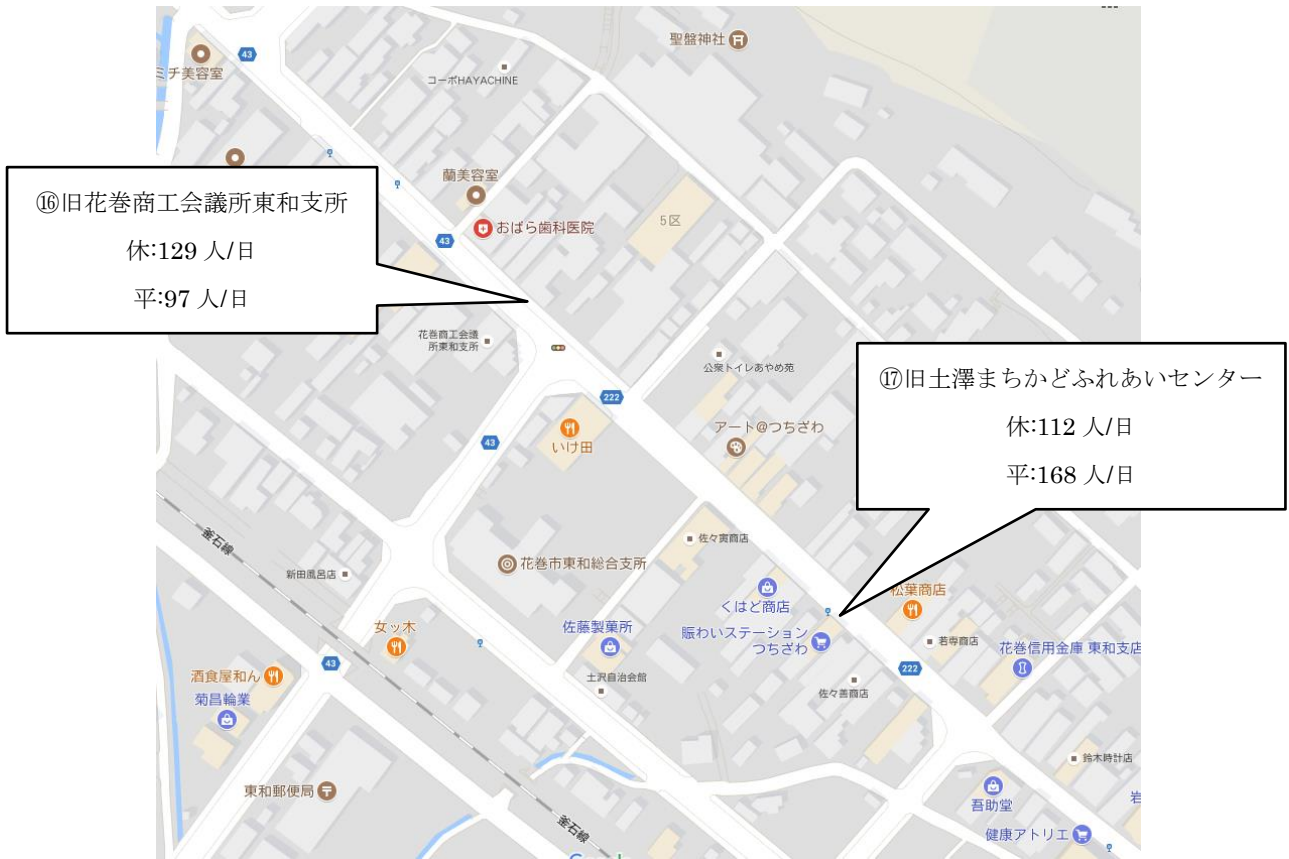 聖盤神社
43
ミチ美容室
コーポHAYACHINE
蘭美容室
⑯旧花巻商工会議所東和支所
休:129 人/日
平:97 人/日
5区
おばら歯科医院
43
花巻商工会議
所東和支所
公衆トイレあやめ苑
⑰旧土澤まちかどふれあいセンター
休:112 人/日
平:168 人/日
222
アート@つちざわ
いけ田
43
釜石線
佐々寅商店
花巻市東和総合支所
新田風呂店
くはど商店
松葉商店
女ッ木
佐藤製菓所
賑わいステーション
つちざわ
若専商店
花巻信用金庫 東和支店
43
222
酒食屋和ん
土沢自治会館
菊昌輪業
佐々善商店
鈴木時計店
東和郵便局
吾助堂
岩
釜石線
健康アトリエ